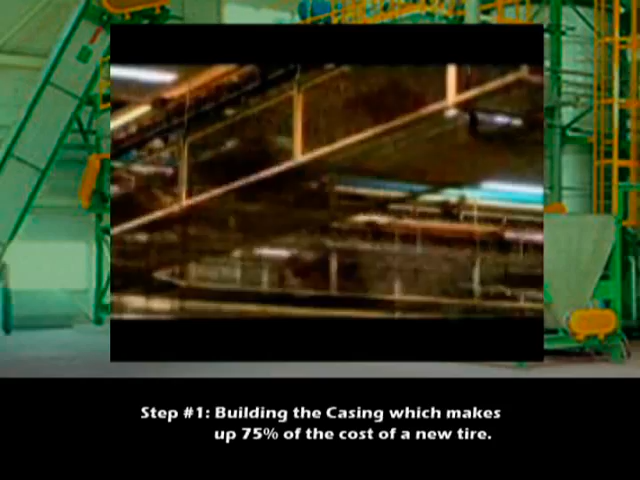 Step #1: Building the Casing which makes
up 75% of the cost of a new tire.